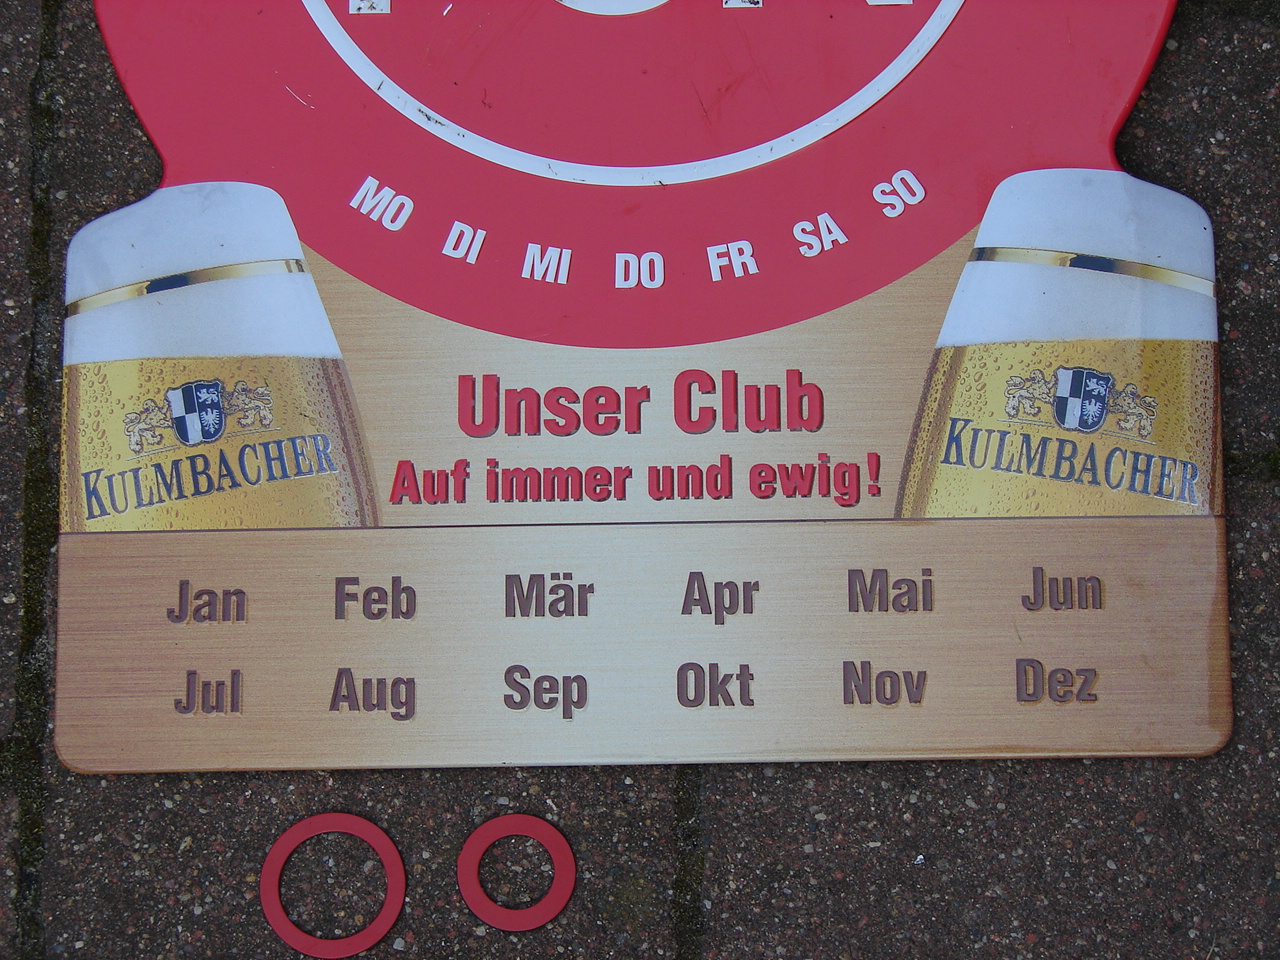 MO DI MI DO FR SA SO
Unser Club
Auf immer und ewig!
KULMBACHER
KULMBACHER
Jan Feb Mär Apr Mai Jun
Jul Aug Sep Okt Nov Dez